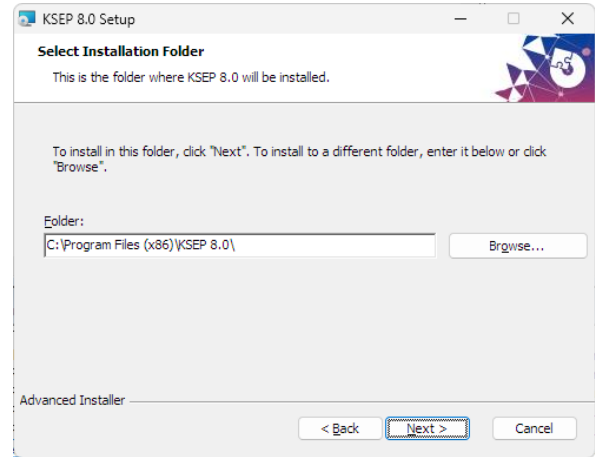 KSEP 8.0 Setup
Select Installation Folder
This is the folder where KSEP 8.0 will be installed.
To install in this folder, click "Next". To install to a different folder, enter it below or click
"Browse".
Folder:
C:\Program Files (x86)\KSEP 8.0\
Browse...
Advanced Installer
< Back
Next >
Cancel